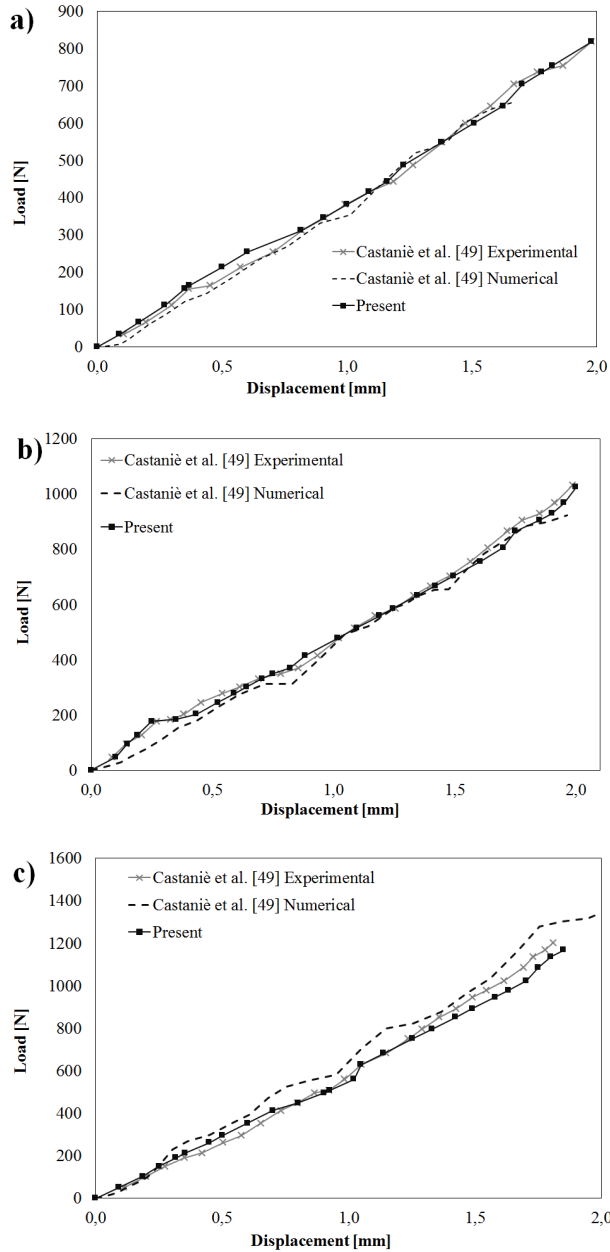 a)
900
800
700
600
500
400
300
200
100
0
Load [N]
Castaniè et al. [49] Experimental
Castaniè et al. [49] Numerical
Present
0,0 0,5 1,0 1,5 2,0
Displacement [mm]
b)
1200
1000
800
600
400
200
0
Load [N]
Castaniè et al. [49] Experimental
Castaniè et al. [49] Numerical
Present
0,0 0,5 1,0 1,5 2,0
Displacement [mm]
c)
1600
1400
1200
1000
800
600
400
200
0
Load [N]
Castaniè et al. [49] Experimental
Castaniè et al. [49] Numerical
Present
0,0 0,5 1,0 1,5 2,0
Displacement [mm]